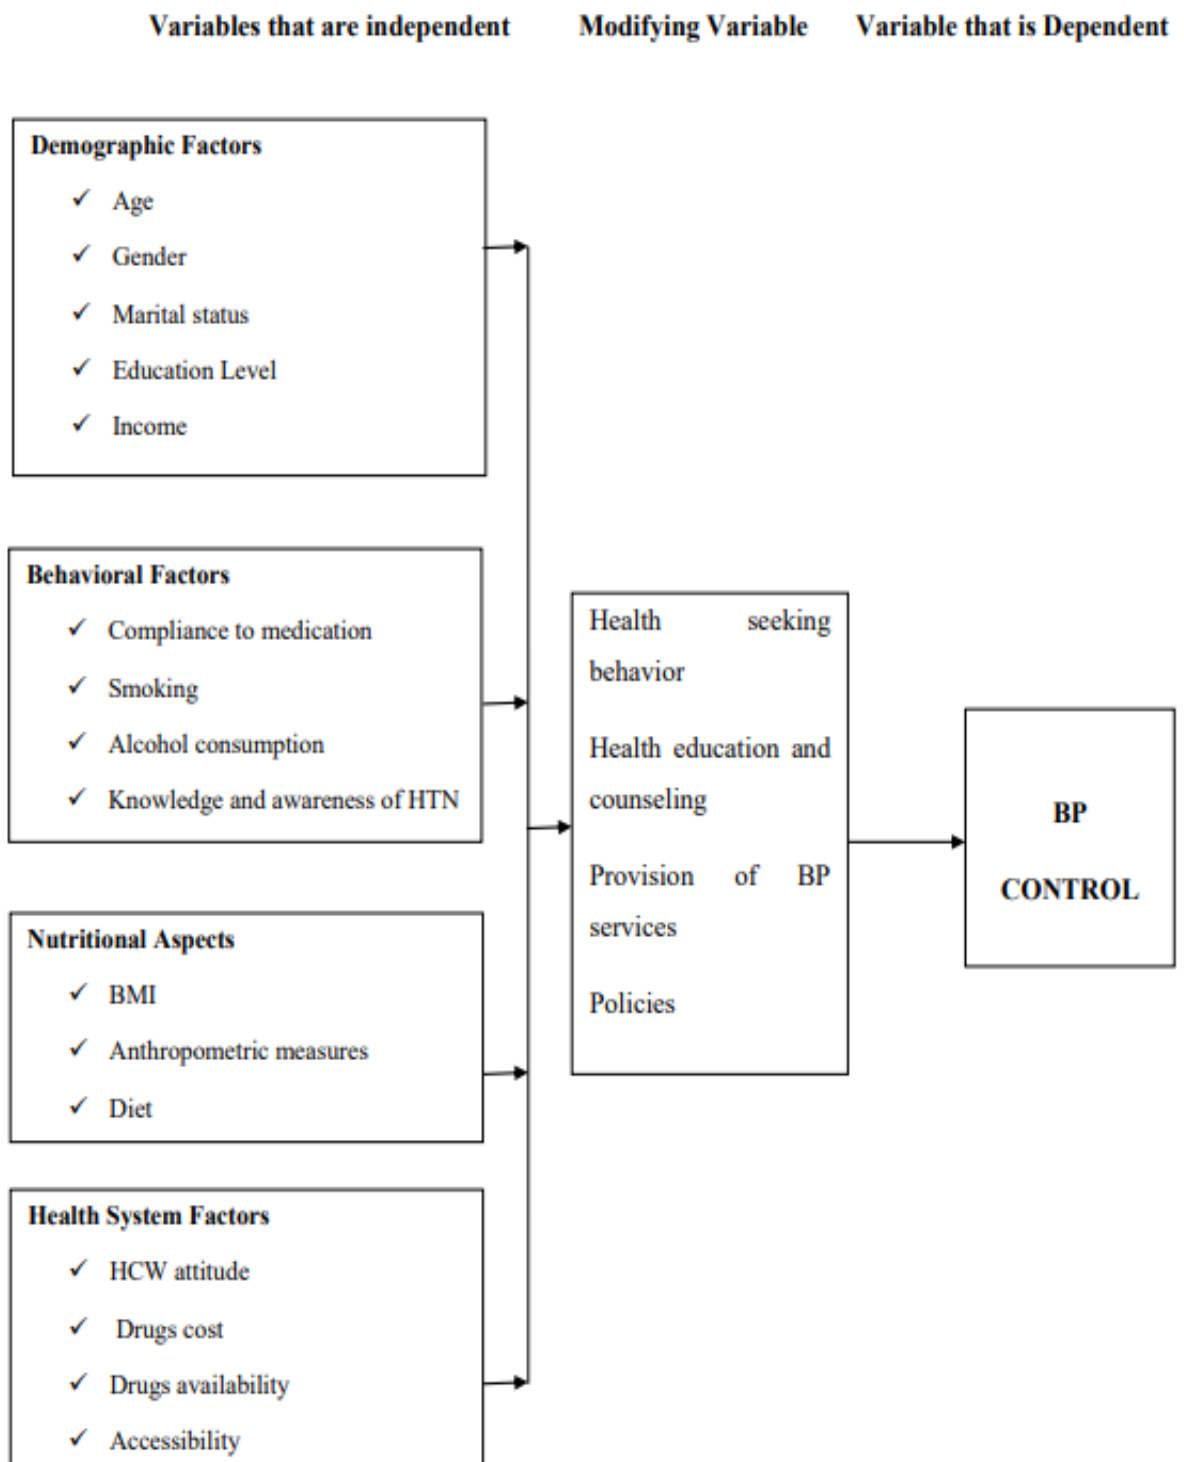 Variables that are independent Modifying Variable Variable that is Dependent
Demographic Factors
✓ Age
✓ Gender
✓ Marital status
✓ Education Level
✓ Income
Behavioral Factors
✓ Compliance to medication
✓ Smoking
✓ Alcohol consumption
✓ Knowledge and awareness of HTN
Nutritional Aspects
✓ BMI
✓ Anthropometric measures
✓ Diet
Health System Factors
✓ HCW attitude
✓ Drugs cost
✓ Drugs availability
✓ Accessibility
Health seeking
behavior
Health education and
counseling
Provision of BP
services
Policies
BP
CONTROL